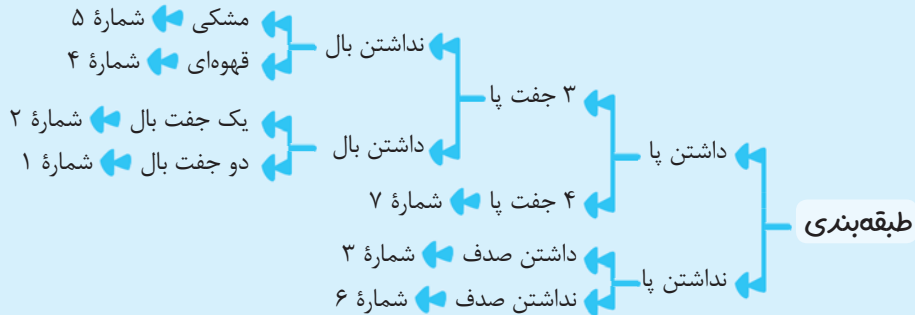 مشکی شمارهٔ ۵
نداشتن بال
قهوه‌ای شمارهٔ ۴
۳ جفت پا
یک جفت بال شمارهٔ ۲
داشتن بال
داشتن پا
دو جفت بال شمارهٔ ۱
۴ جفت پا شمارهٔ ۷
طبقه‌بندی
داشتن صدف شمارهٔ ۳
نداشتن پا
نداشتن صدف شمارهٔ ۶